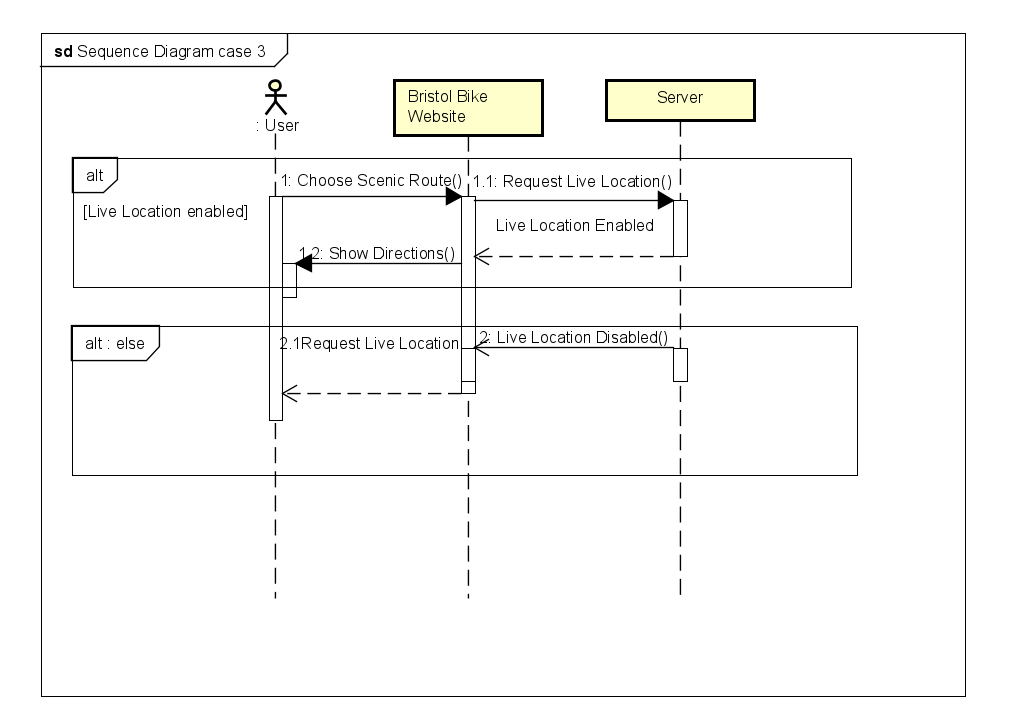 sd Sequence Diagram case 3
: User
Bristol Bike
Website
Server
alt
1: Choose Scenic Route()
1.1: Request Live Location()
[Live Location enabled]
Live Location Enabled
1.2: Show Directions()
alt : else
2.1Request Live Location
2: Live Location Disabled()